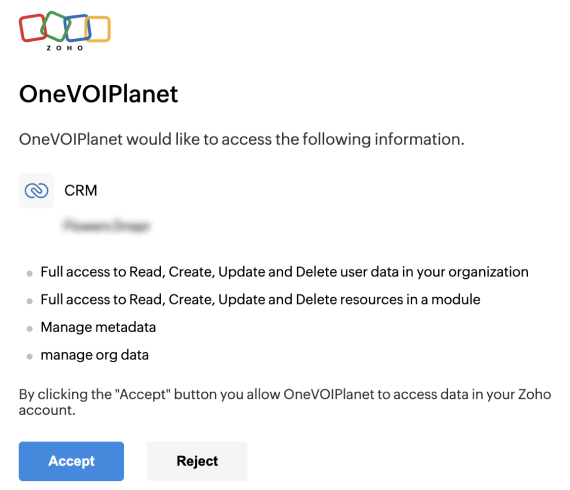 ZOHO
OneVOIPlanet
OneVOIPlanet would like to access the following information.
CRM
Full access to Read, Create, Update and Delete user data in your organization
Full access to Read, Create, Update and Delete resources in a module
Manage metadata
manage org data
By clicking the "Accept" button you allow OneVOIPlanet to access data in your Zoho
account.
Accept
Reject